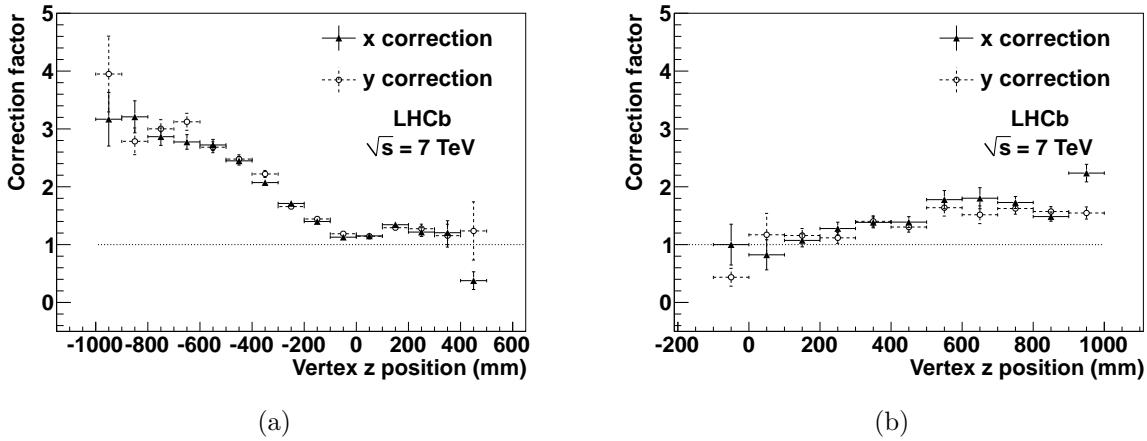 5
4
3
2
1
0
Correction factor
x correction
y correction
LHCb
√s = 7 TeV
-1000 -800 -600 -400 -200 0 200 400 600
Vertex z position (mm)
(a)
5
4
3
2
1
0
Correction factor
x correction
y correction
LHCb
√s = 7 TeV
-200 0 200 400 600 800 1000
Vertex z position (mm)
(b)